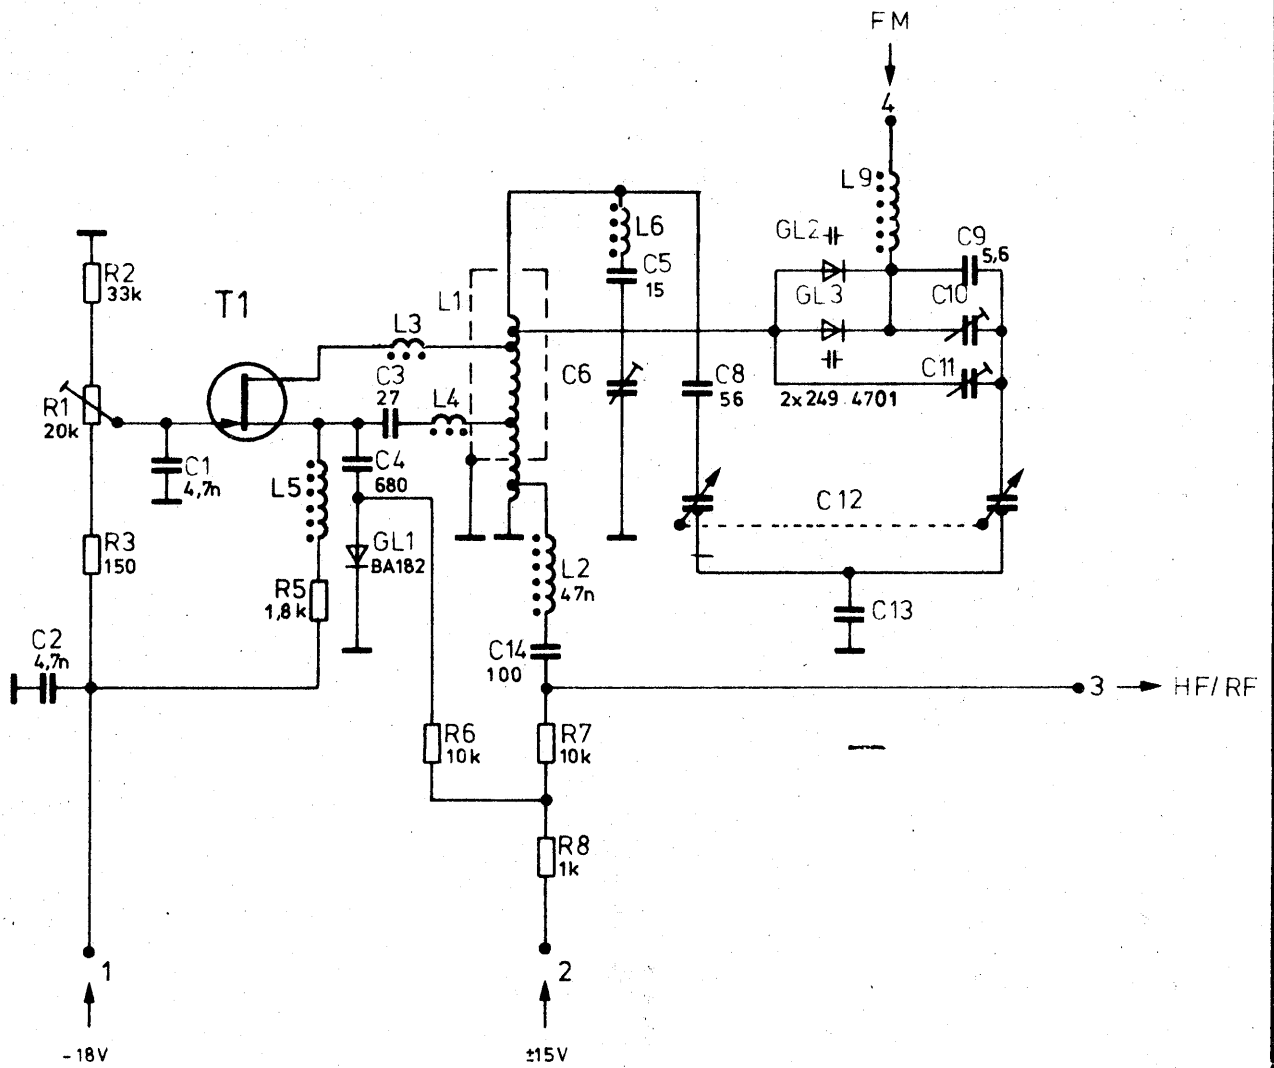 FM
4
L9
GL2
C9
5,6
L6
C5
15
R2
33k
T1
L1
GL3
C10
L3
C3
27
L4
C6
C8
56
C11
2x249.4701
R1
20k
C1
4,7n
L5
C4
680
C12
R3
150
GL1
BA182
L2
47n
R5
1,8k
C13
C2
4,7n
C14
100
3
HF/RF
R6
10k
R7
10k
R8
1k
1
2
-18V
±15V